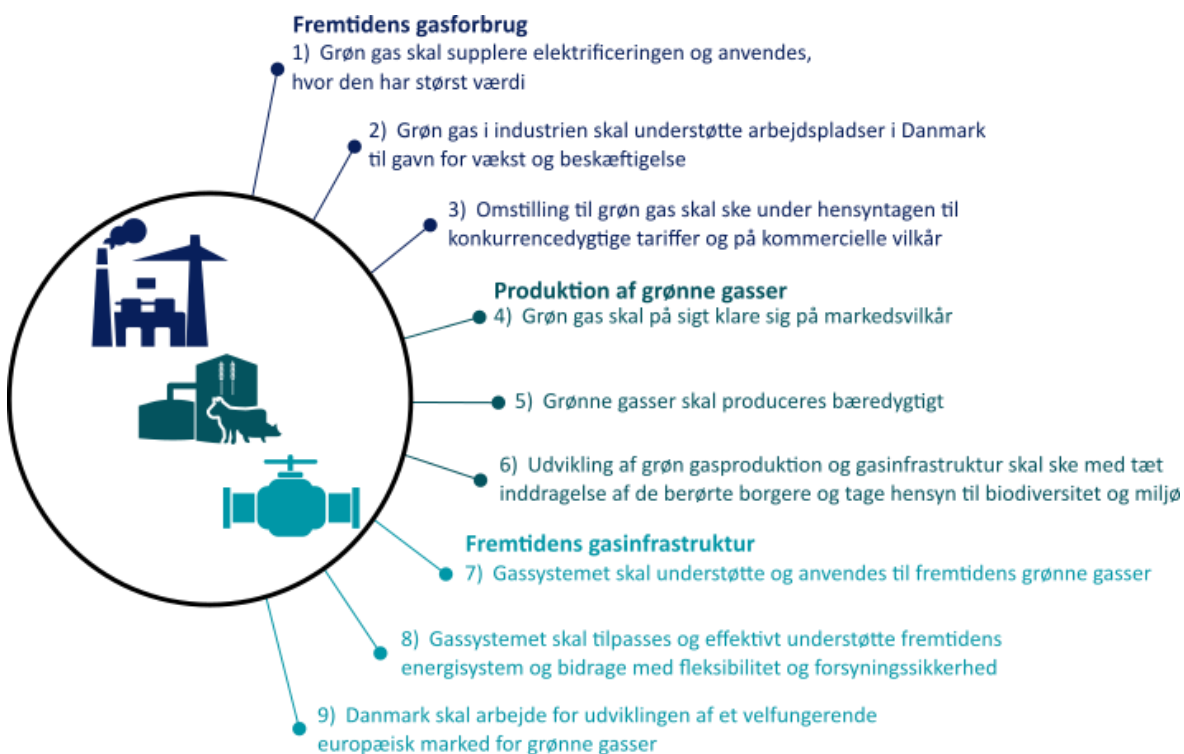 Fremtidens gasforbrug
1) Grøn gas skal supplere elektrificeringen og anvendes,
hvor den har størst værdi
2) Grøn gas i industrien skal understøtte arbejdspladser i Danmark
til gavn for vækst og beskæftigelse
3) Omstilling til grøn gas skal ske under hensyntagen til
konkurrencedygtige tariffer og på kommercielle vilkår
Produktion af grønne gasser
4) Grøn gas skal på sigt klare sig på markedsvilkår
5) Grønne gasser skal produceres bæredygtigt
6) Udvikling af grøn gasproduktion og gasinfrastruktur skal ske med tæt
inddragelse af de berørte borgere og tage hensyn til biodiversitet og miljø
Fremtidens gasinfrastruktur
7) Gassystemet skal understøtte og anvendes til fremtidens grønne gasser
8) Gassystemet skal tilpasses og effektivt understøtte fremtidens
energisystem og bidrage med fleksibilitet og forsyningssikkerhed
9) Danmark skal arbejde for udviklingen af et velfungerende
europæisk marked for grønne gasser